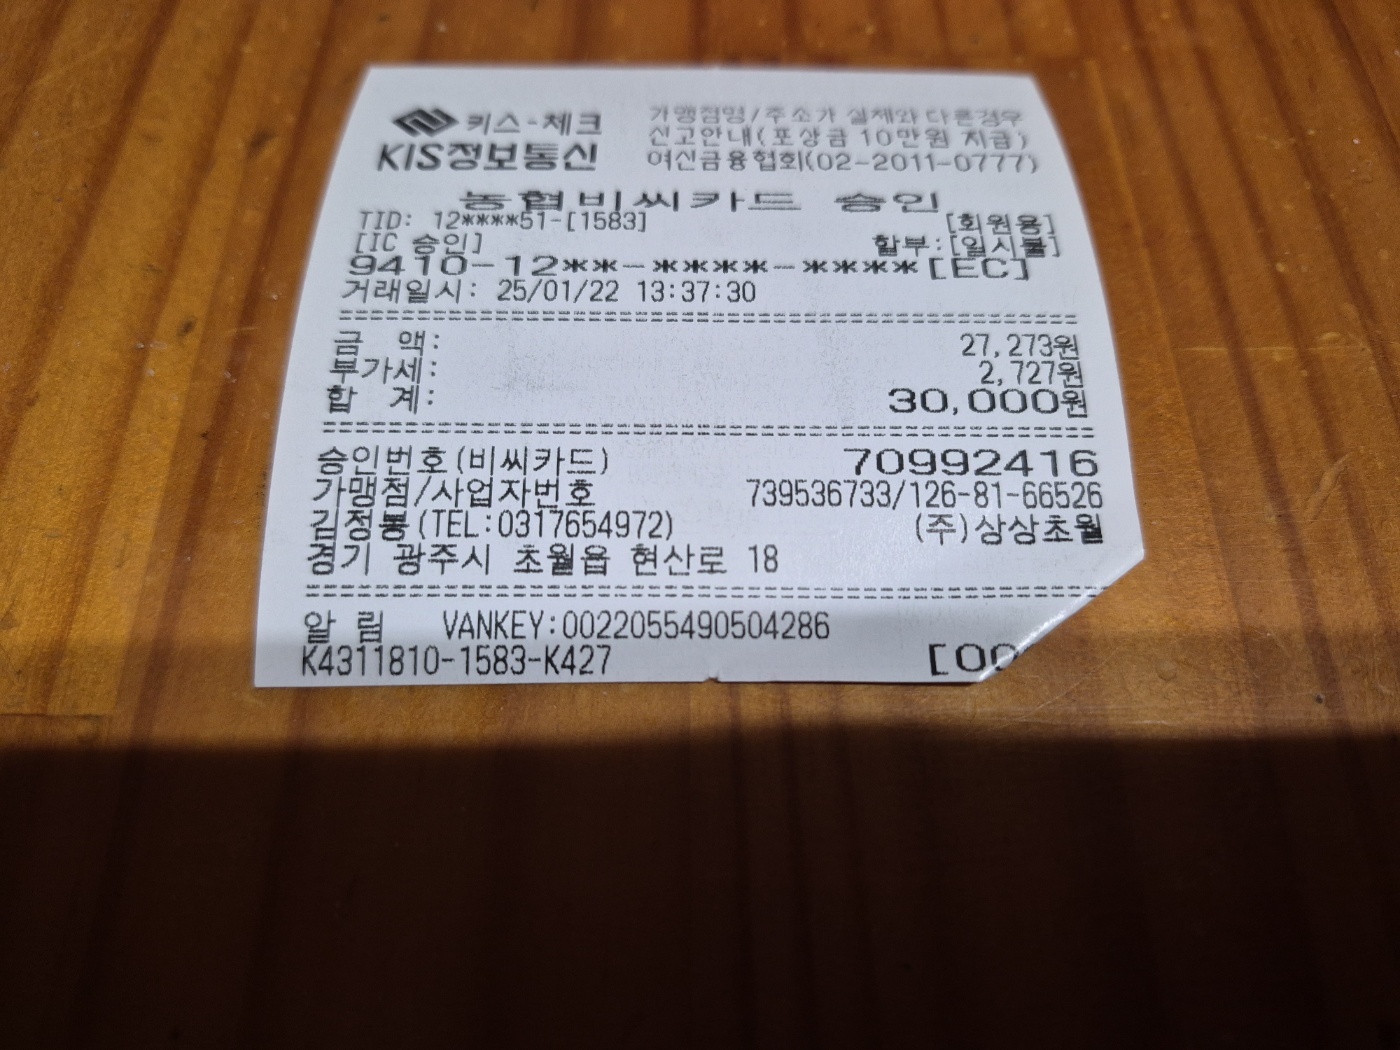 키스-체크
KIS정보통신
가맹점명/주소가 실제와 다른경우
신고안내(포상금 10만원 지급)
여신금융협회(02-2011-0777)
농협비씨카드 승인
TID: 12****51-[1583] [회원용]
[IC 승인] 할부:[일시불]
9410-12**-****-****[EC]
거래일시: 25/01/22 13:37:30
금 액: 27,273원
부가세: 2,727원
합 계: 30,000원
승인번호(비씨카드) 70992416
가맹점/사업자번호 739536733/126-81-66526
김정봉(TEL:0317654972) (주)상상초월
경기 광주시 초월읍 현산로 18
알 림 VANKEY:0022055490504286
K4311810-1583-K427 [00